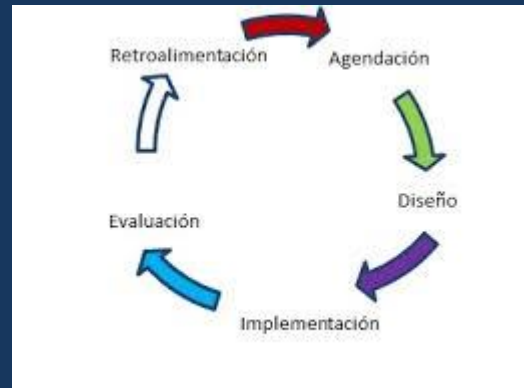 Retroalimentación
Agendación
Diseño
Implementación
Evaluación